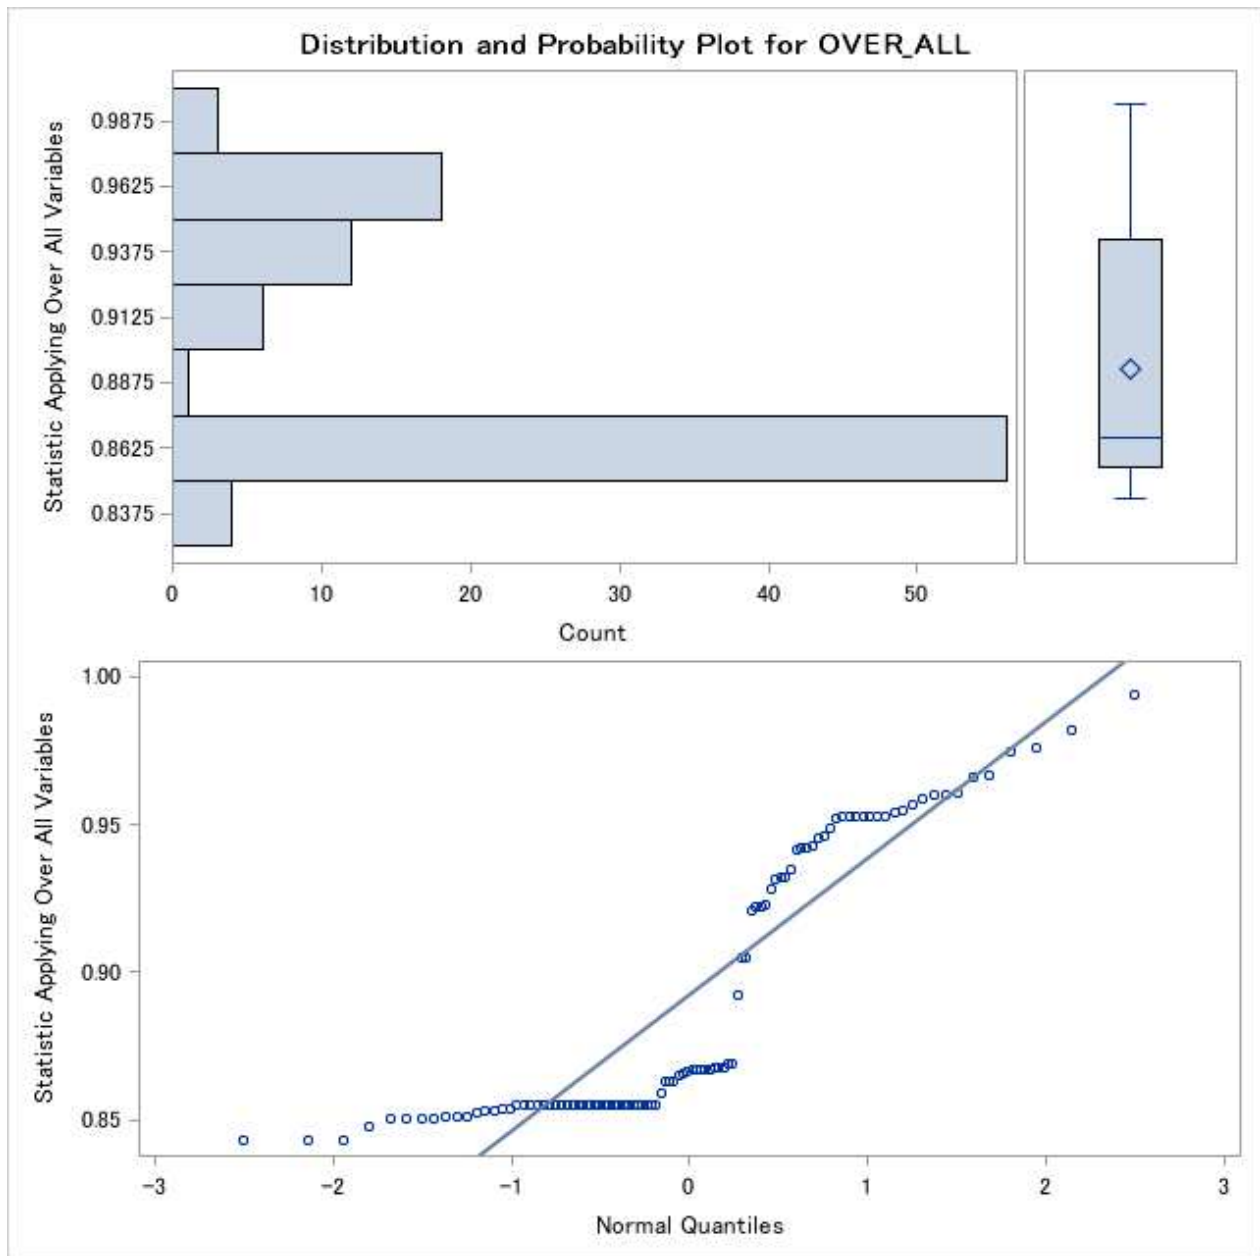 Distribution and Probability Plot for OVER_ALL
Statistic Applying Over All Variables
0.9875
0.9625
0.9375
0.9125
0.8875
0.8625
0.8375
0 10 20 30 40 50
Count
Statistic Applying Over All Variables
1.00
0.95
0.90
0.85
-3 -2 -1 0 1 2 3
Normal Quantiles